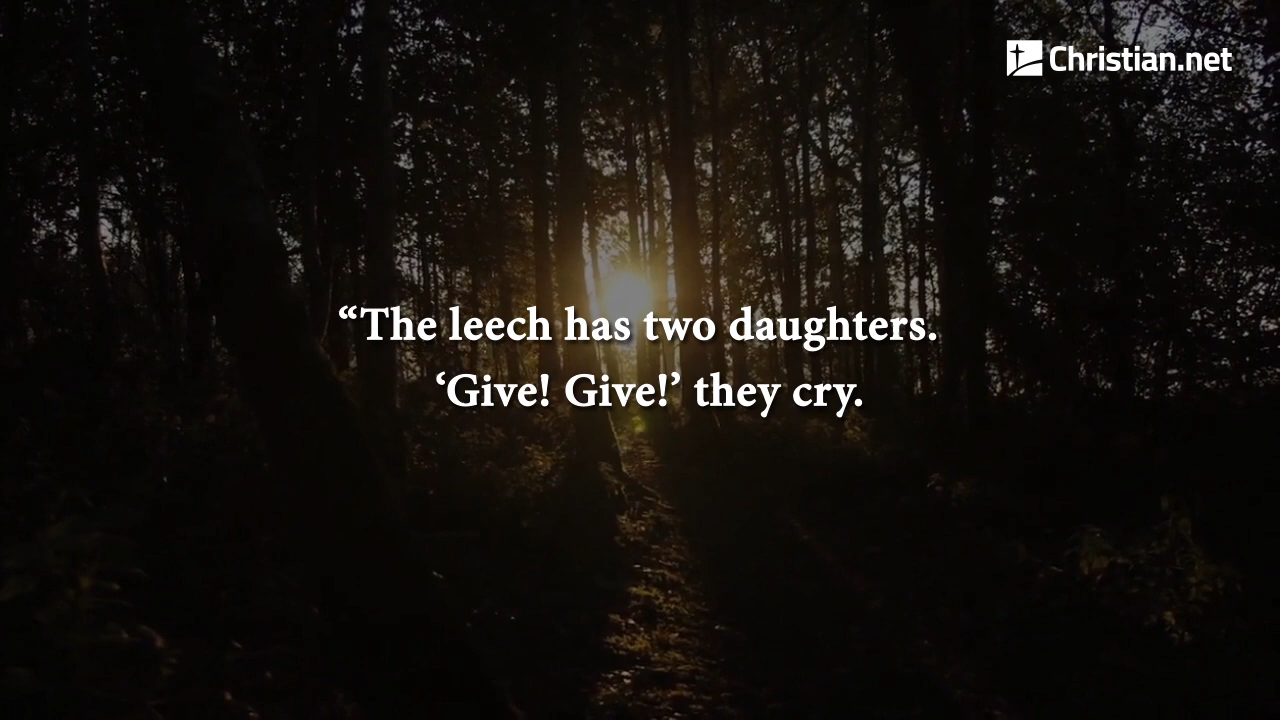 Christian.net
“The leech has two daughters.
‘Give! Give!’ they cry.